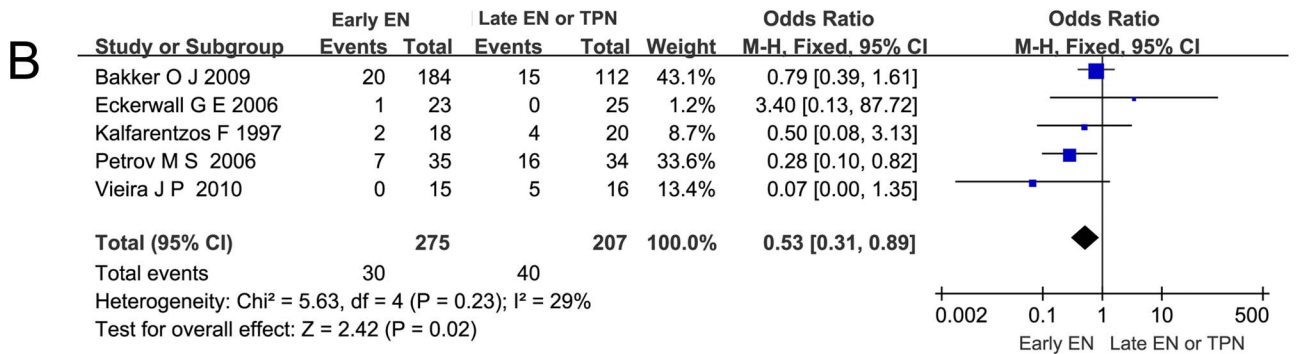 B
Early EN Late EN or TPN Odds Ratio Odds Ratio
Study or Subgroup Events Total Events Total Weight M-H, Fixed, 95% CI M-H, Fixed, 95% CI
Bakker O J 2009 20 184 15 112 43.1% 0.79 [0.39, 1.61]
Eckerwall G E 2006 1 23 0 25 1.2% 3.40 [0.13, 87.72]
Kalfarentzos F 1997 2 18 4 20 8.7% 0.50 [0.08, 3.13]
Petrov M S 2006 7 35 16 34 33.6% 0.28 [0.10, 0.82]
Vieira J P 2010 0 15 5 16 13.4% 0.07 [0.00, 1.35]
Total (95% CI) 275 207 100.0% 0.53 [0.31, 0.89]
Total events 30 40
Heterogeneity: Chi² = 5.63, df = 4 (P = 0.23); I² = 29%
Test for overall effect: Z = 2.42 (P = 0.02)
0.002 0.1 1 10 500
Early EN Late EN or TPN